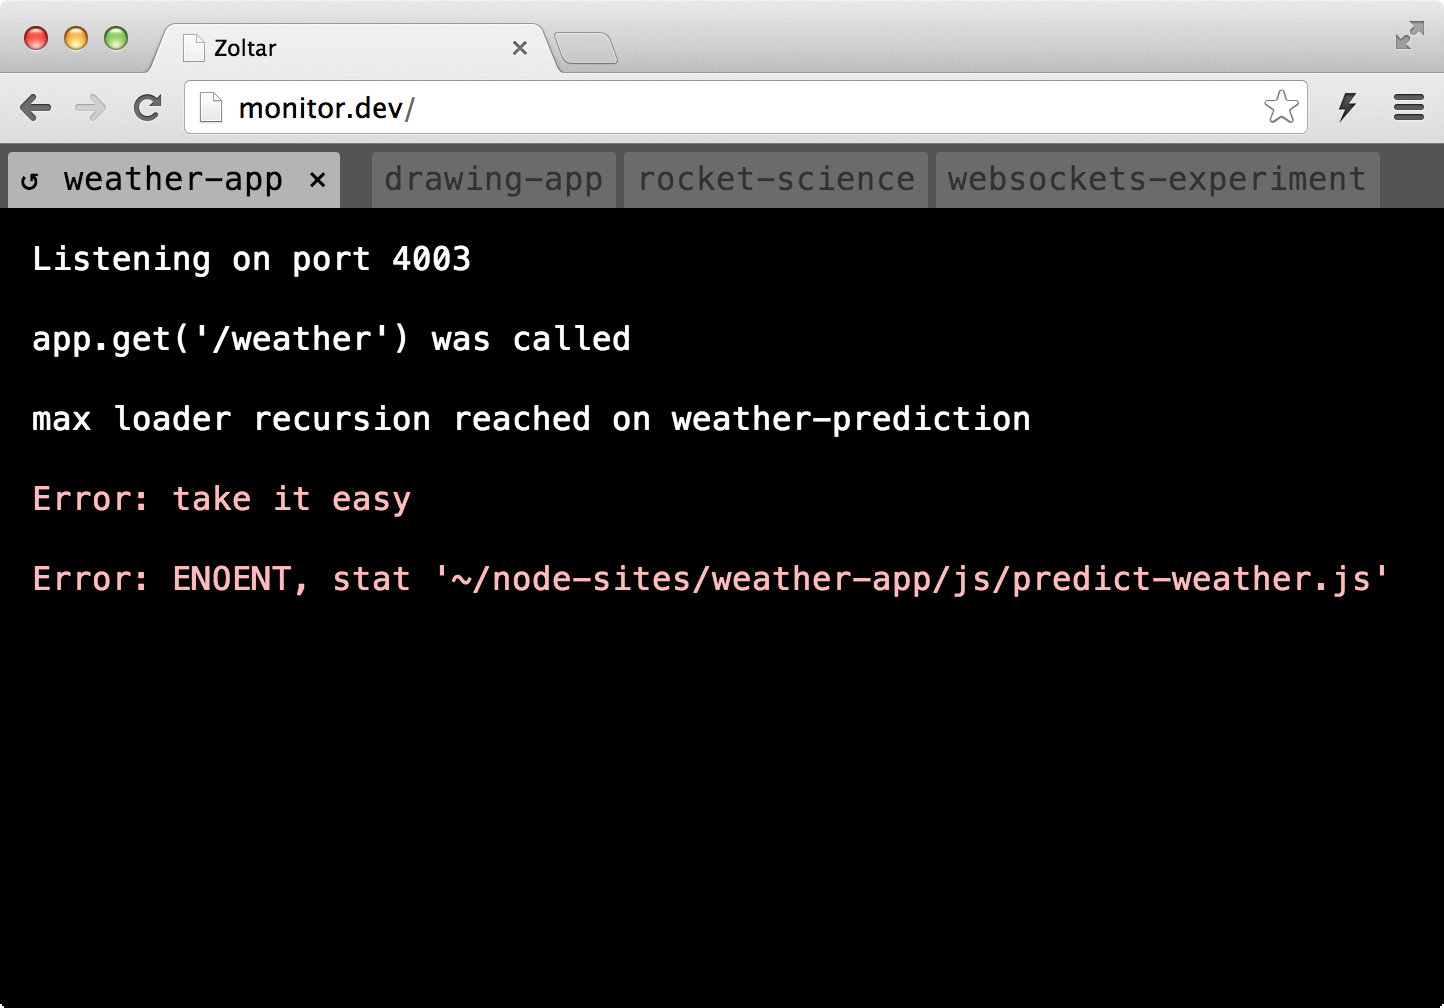 Zoltar
monitor.dev/
↺ weather-app × drawing-app rocket-science websockets-experiment
Listening on port 4003
app.get('/weather') was called
max loader recursion reached on weather-prediction
Error: take it easy
Error: ENOENT, stat '~/node-sites/weather-app/js/predict-weather.js'